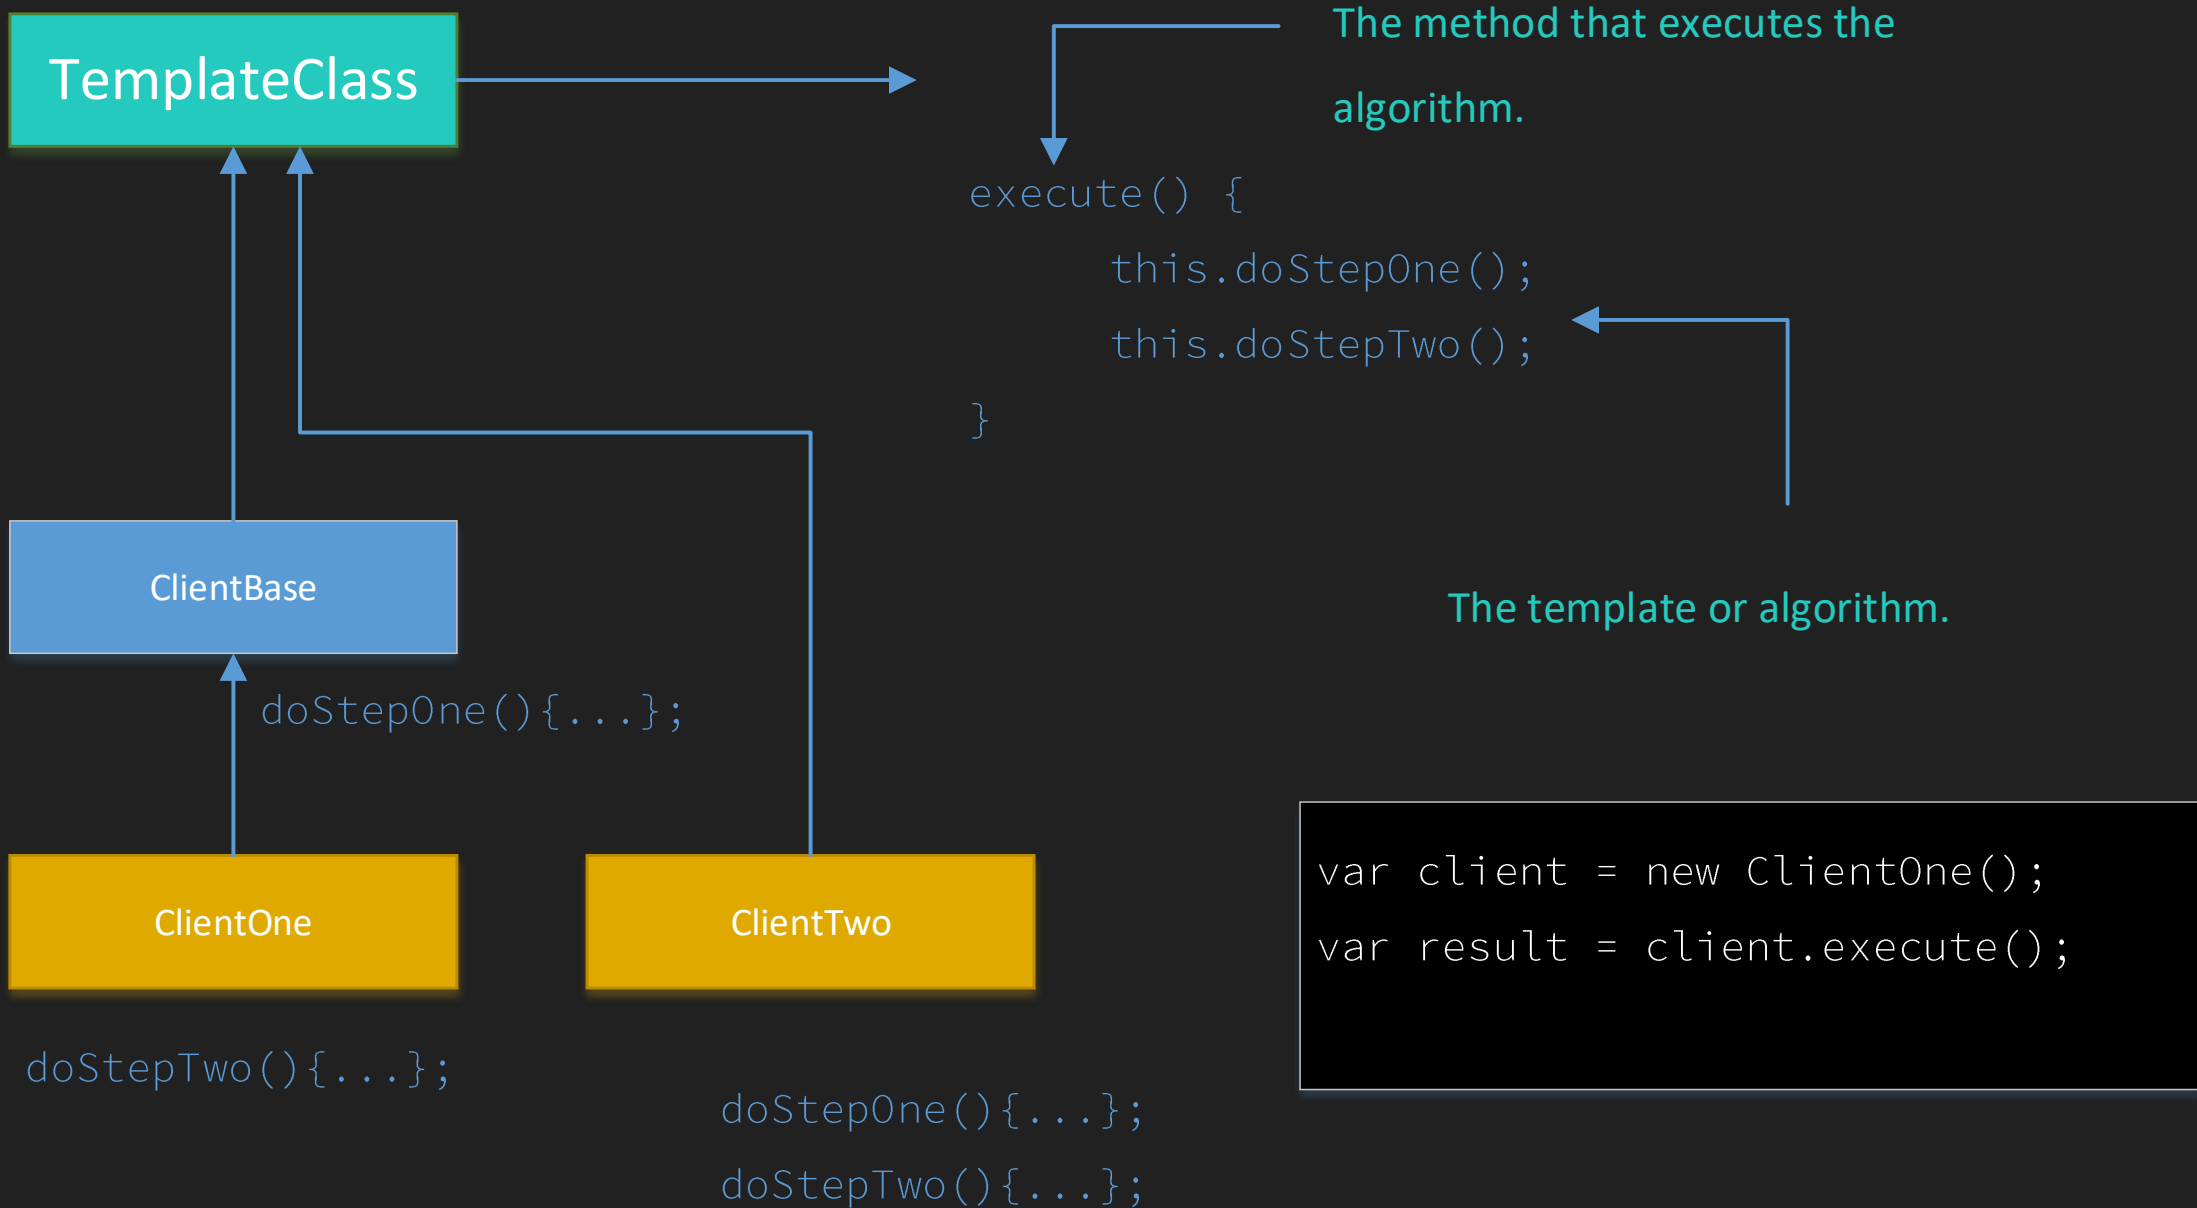 TemplateClass
The method that executes the
algorithm.
execute() {
this.doStepOne();
this.doStepTwo();
}
ClientBase
The template or algorithm.
doStepOne(){...};
ClientOne
ClientTwo
var client = new ClientOne();
var result = client.execute();
doStepTwo(){...};
doStepOne(){...};
doStepTwo(){...};